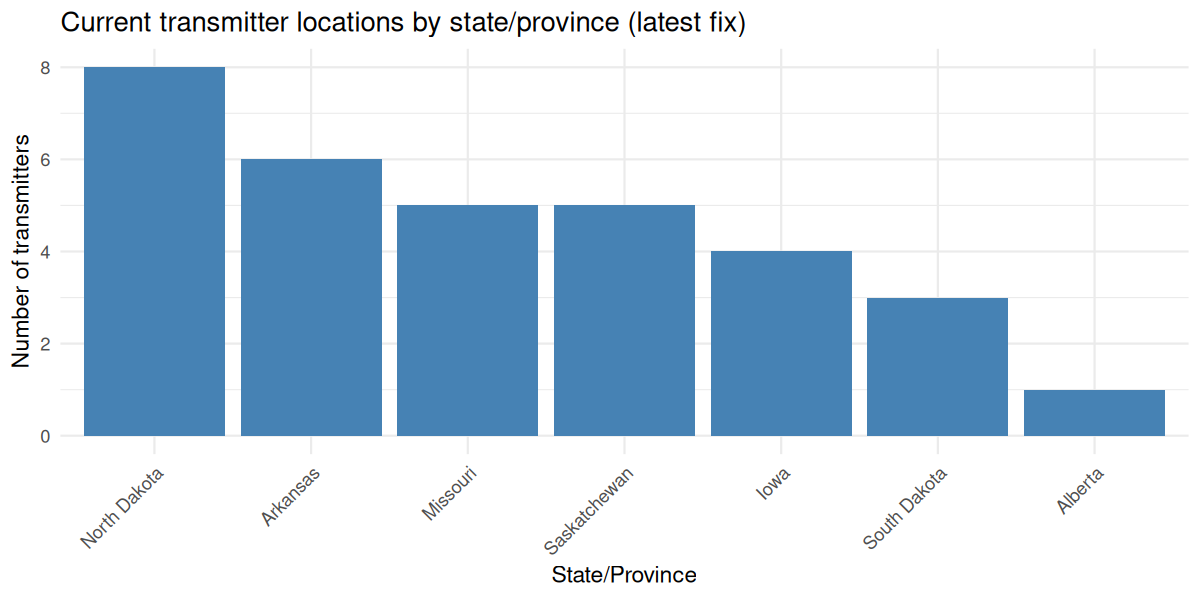 Current transmitter locations by state/province (latest fix)
Number of transmitters
8
6
4
2
0
North Dakota
Arkansas
Missouri
Saskatchewan
Iowa
South Dakota
Alberta
State/Province